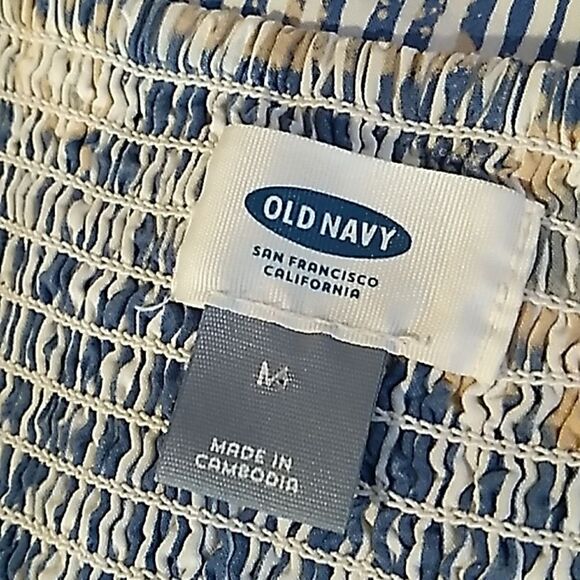 OLD NAVY
SAN FRANCISCO
CALIFORNIA
M
MADE IN
CAMBODIA